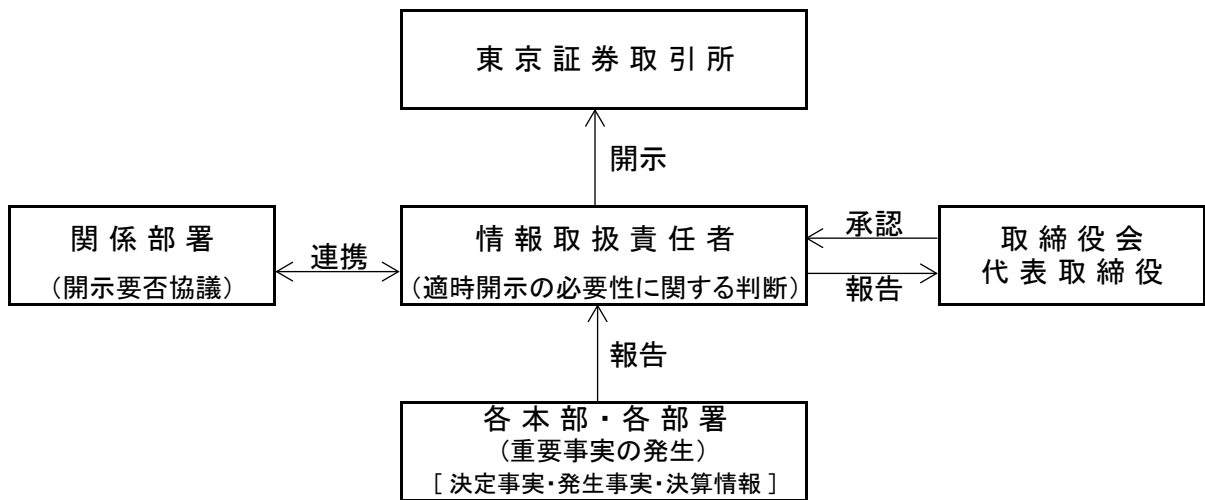 東京証券取引所
開示
関係部署
(開示要否協議)
連携
情報取扱責任者
(適時開示の必要性に関する判断)
承認
報告
取締役会
代表取締役
報告
各本部・各部署
(重要事実の発生)
[ 決定事実・発生事実・決算情報 ]